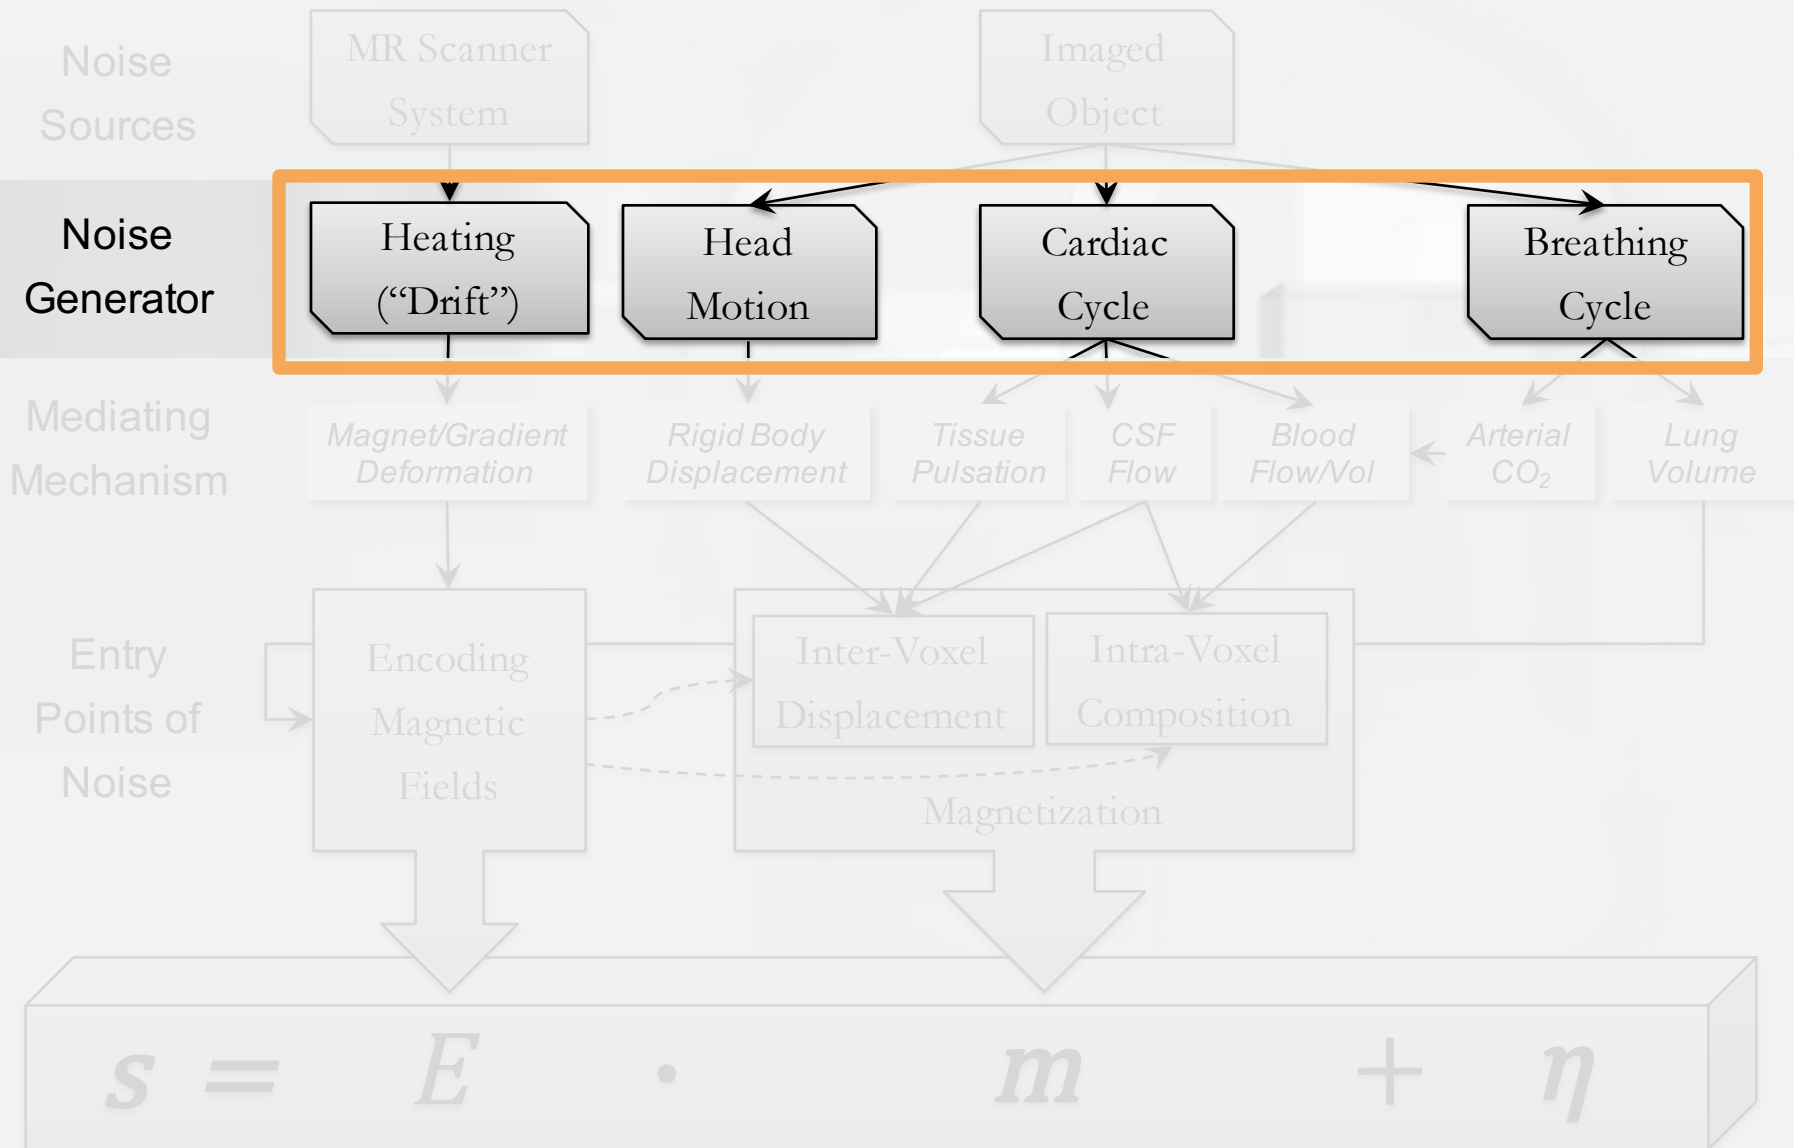 Noise
Sources
MR Scanner
System
Imaged
Object
Noise
Generator
Heating
(“Drift”)
Head
Motion
Cardiac
Cycle
Breathing
Cycle
Mediating
Mechanism
Magnet/Gradient
Deformation
Rigid Body
Displacement
Tissue
Pulsation
CSF
Flow
Blood
Flow/Vol
Arterial
CO₂
Lung
Volume
Entry
Points of
Noise
Encoding
Magnetic
Fields
Inter-Voxel
Displacement
Intra-Voxel
Composition
Magnetization
s = E · m + η